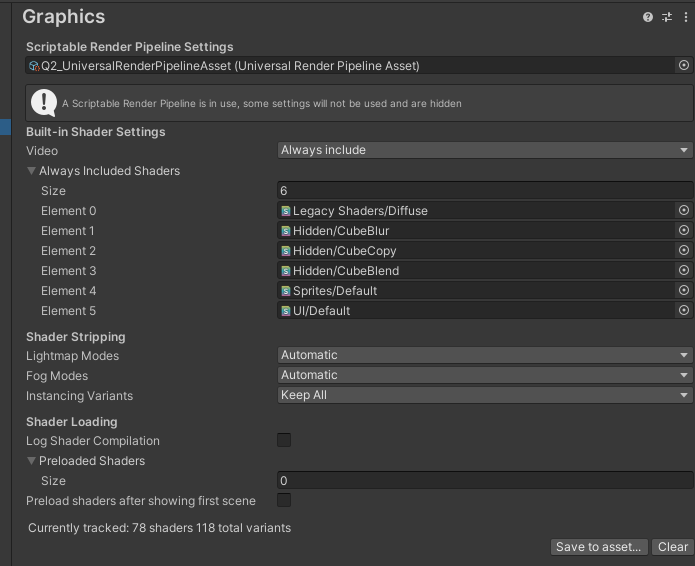 Graphics
Scriptable Render Pipeline Settings
Q2_UniversalRenderPipelineAsset (Universal Render Pipeline Asset)
A Scriptable Render Pipeline is in use, some settings will not be used and are hidden
Built-in Shader Settings
Video Always include
Always Included Shaders
Size 6
Element 0 Legacy Shaders/Diffuse
Element 1 Hidden/CubeBlur
Element 2 Hidden/CubeCopy
Element 3 Hidden/CubeBlend
Element 4 Sprites/Default
Element 5 UI/Default
Shader Stripping
Lightmap Modes Automatic
Fog Modes Automatic
Instancing Variants Keep All
Shader Loading
Log Shader Compilation
Preloaded Shaders
Size 0
Preload shaders after showing first scene
Currently tracked: 78 shaders 118 total variants
Save to asset... Clear